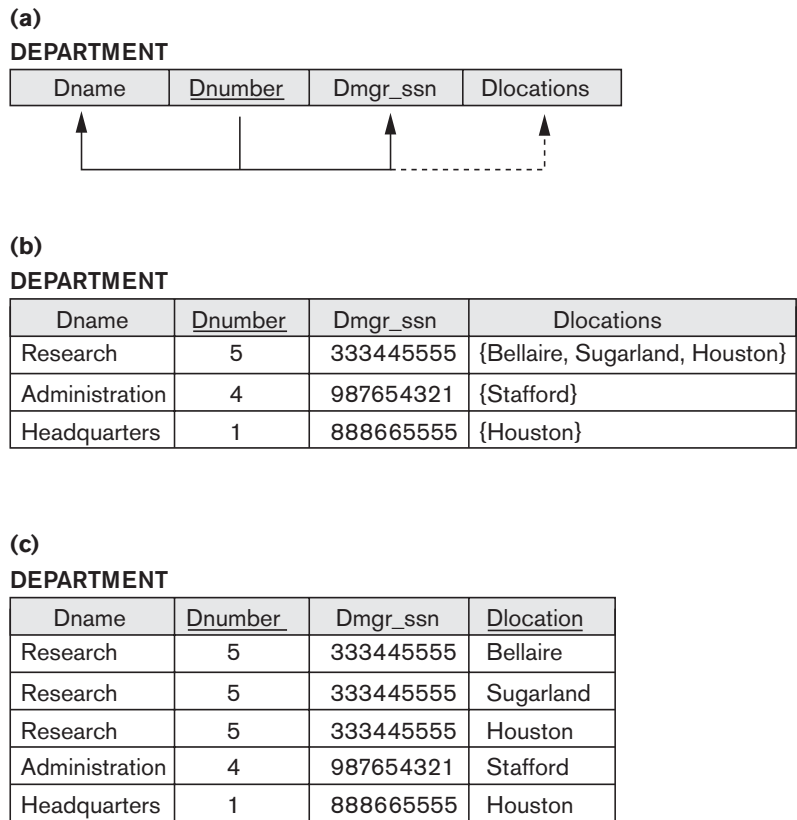 (a)
DEPARTMENT
Dname Dnumber Dmgr_ssn Dlocations
(b)
DEPARTMENT
Dname Dnumber Dmgr_ssn Dlocations
Research 5 333445555 {Bellaire, Sugarland, Houston}
Administration 4 987654321 {Stafford}
Headquarters 1 888665555 {Houston}
(c)
DEPARTMENT
Dname Dnumber Dmgr_ssn Dlocation
Research 5 333445555 Bellaire
Research 5 333445555 Sugarland
Research 5 333445555 Houston
Administration 4 987654321 Stafford
Headquarters 1 888665555 Houston